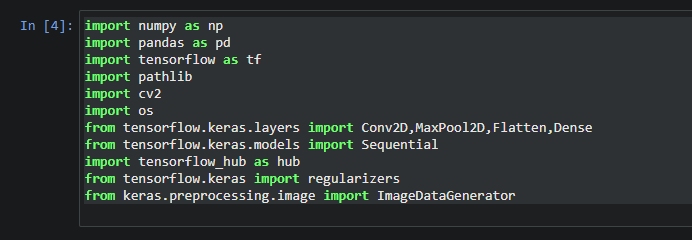 In [4]:
import numpy as np
import pandas as pd
import tensorflow as tf
import pathlib
import cv2
import os
from tensorflow.keras.layers import Conv2D,MaxPool2D,Flatten,Dense
from tensorflow.keras.models import Sequential
import tensorflow_hub as hub
from tensorflow.keras import regularizers
from keras.preprocessing.image import ImageDataGenerator